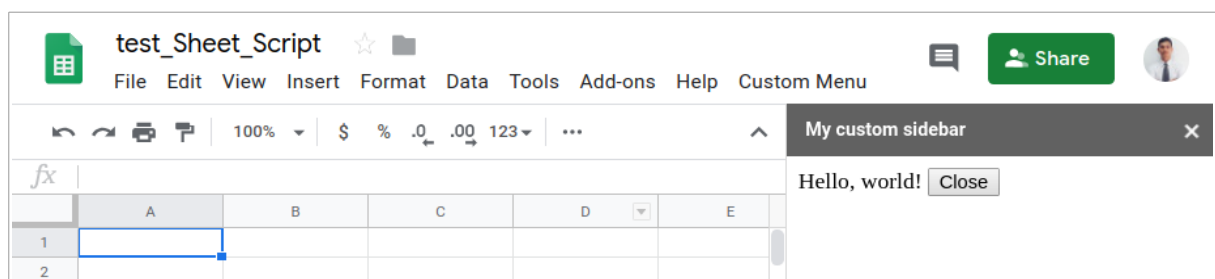 test_Sheet_Script
File Edit View Insert Format Data Tools Add-ons Help Custom Menu
Share
100% $ % .0 .00 123
My custom sidebar
fx
Hello, world! Close
A B C D E
1
2